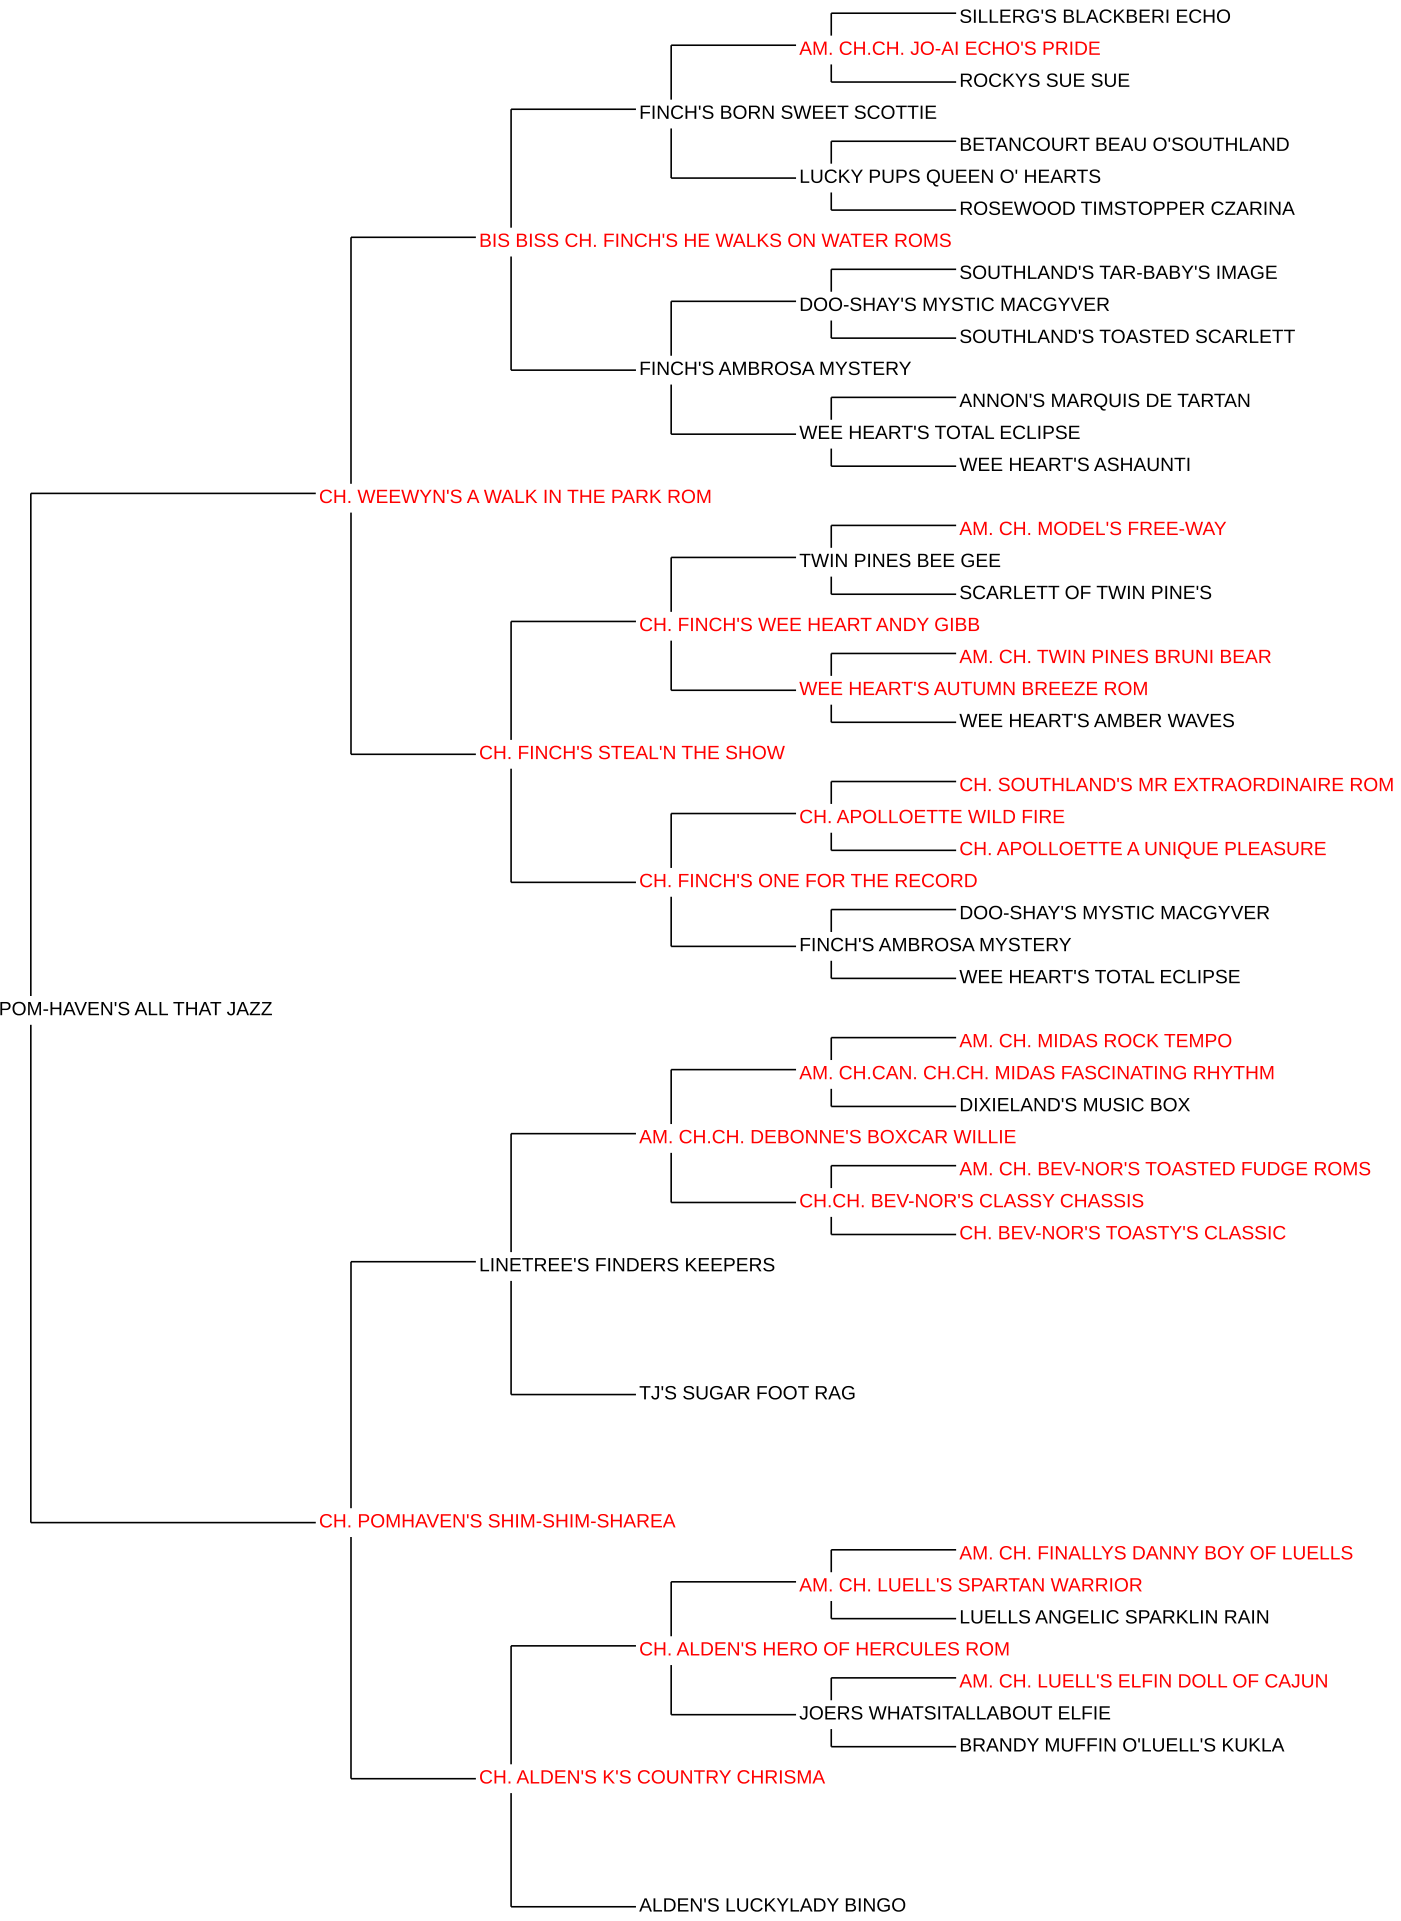 SILLERG'S BLACKBERI ECHO
AM. CH.CH. JO-AI ECHO'S PRIDE
ROCKYS SUE SUE
FINCH'S BORN SWEET SCOTTIE
BETANCOURT BEAU O'SOUTHLAND
LUCKY PUPS QUEEN O' HEARTS
ROSEWOOD TIMSTOPPER CZARINA
BIS BISS CH. FINCH'S HE WALKS ON WATER ROMS
SOUTHLAND'S TAR-BABY'S IMAGE
DOO-SHAY'S MYSTIC MACGYVER
SOUTHLAND'S TOASTED SCARLETT
FINCH'S AMBROSA MYSTERY
ANNON'S MARQUIS DE TARTAN
WEE HEART'S TOTAL ECLIPSE
WEE HEART'S ASHAUNTI
CH. WEEWYN'S A WALK IN THE PARK ROM
AM. CH. MODEL'S FREE-WAY
TWIN PINES BEE GEE
SCARLETT OF TWIN PINE'S
CH. FINCH'S WEE HEART ANDY GIBB
AM. CH. TWIN PINES BRUNI BEAR
WEE HEART'S AUTUMN BREEZE ROM
WEE HEART'S AMBER WAVES
CH. FINCH'S STEAL'N THE SHOW
CH. SOUTHLAND'S MR EXTRAORDINAIRE ROM
CH. APOLLOETTE WILD FIRE
CH. APOLLOETTE A UNIQUE PLEASURE
CH. FINCH'S ONE FOR THE RECORD
DOO-SHAY'S MYSTIC MACGYVER
FINCH'S AMBROSA MYSTERY
WEE HEART'S TOTAL ECLIPSE
POM-HAVEN'S ALL THAT JAZZ
AM. CH. MIDAS ROCK TEMPO
AM. CH.CAN. CH.CH. MIDAS FASCINATING RHYTHM
DIXIELAND'S MUSIC BOX
AM. CH.CH. DEBONNE'S BOXCAR WILLIE
AM. CH. BEV-NOR'S TOASTED FUDGE ROMS
CH.CH. BEV-NOR'S CLASSY CHASSIS
CH. BEV-NOR'S TOASTY'S CLASSIC
LINETREE'S FINDERS KEEPERS
TJ'S SUGAR FOOT RAG
CH. POMHAVEN'S SHIM-SHIM-SHAREA
AM. CH. FINALLYS DANNY BOY OF LUELLS
AM. CH. LUELL'S SPARTAN WARRIOR
LUELLS ANGELIC SPARKLIN RAIN
CH. ALDEN'S HERO OF HERCULES ROM
AM. CH. LUELL'S ELFIN DOLL OF CAJUN
JOERS WHATSITALLABOUT ELFIE
BRANDY MUFFIN O'LUELL'S KUKLA
CH. ALDEN'S K'S COUNTRY CHRISMA
ALDEN'S LUCKYLADY BINGO